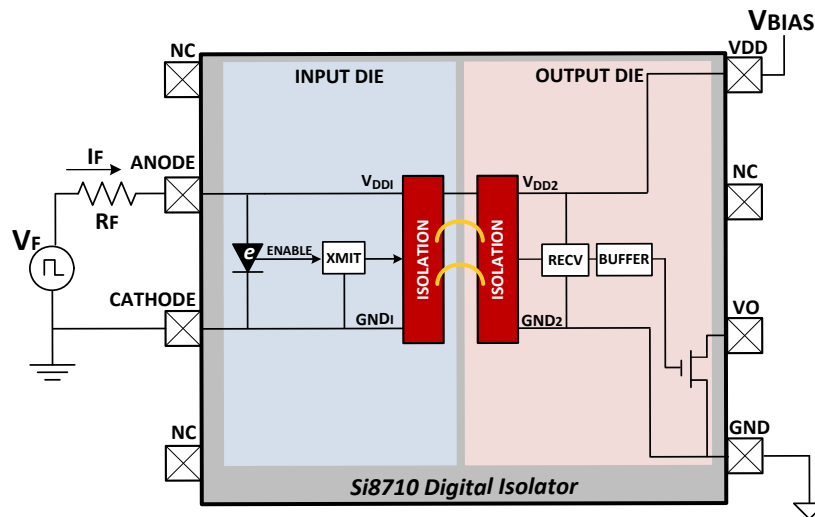 VBIAS
NC
INPUT DIE
OUTPUT DIE
VDD
IF
ANODE
RF
VDDI
VDD2
NC
VF
e
ENABLE
XMIT
ISOLATION
ISOLATION
RECV
BUFFER
CATHODE
GNDI
GND2
VO
NC
GND
Si8710 Digital Isolator